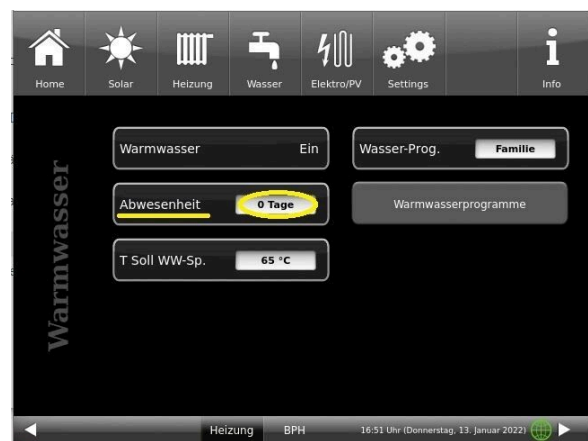 Home Solar Heizung Wasser Elektro/PV Settings Info
Warmwasser
Warmwasser Ein
Wasser-Prog. Familie
Abwesenheit 0 Tage
Warmwasserprogramme
T Soll WW-Sp. 65 °C
Heizung BPH 16:51 Uhr (Donnerstag, 13. Januar 2022)